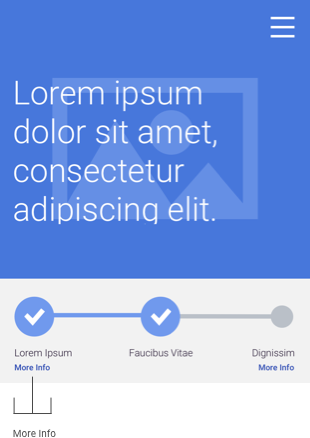 Lorem ipsum
dolor sit amet,
consectetur
adipiscing elit.
Lorem Ipsum
Faucibus Vitae
Dignissim
More Info
More Info
More Info